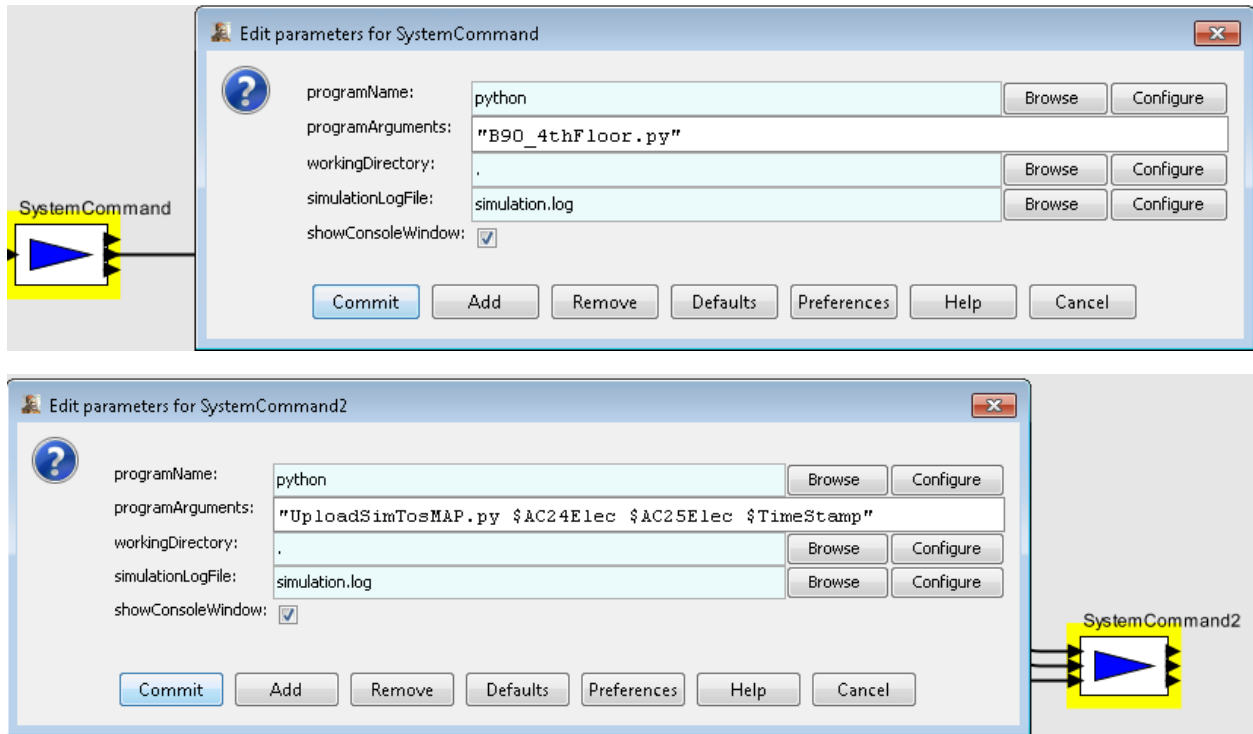 Edit parameters for SystemCommand
programName: python Browse Configure
programArguments: "B90_4thFloor.py"
workingDirectory: . Browse Configure
SystemCommand simulationLogFile: simulation.log Browse Configure
showConsoleWindow:
Commit Add Remove Defaults Preferences Help Cancel
Edit parameters for SystemCommand2
programName: python Browse Configure
programArguments: "UploadSimTosMAP.py $AC24Elec $AC25Elec $TimeStamp"
workingDirectory: . Browse Configure
simulationLogFile: simulation.log Browse Configure
showConsoleWindow:
SystemCommand2
Commit Add Remove Defaults Preferences Help Cancel